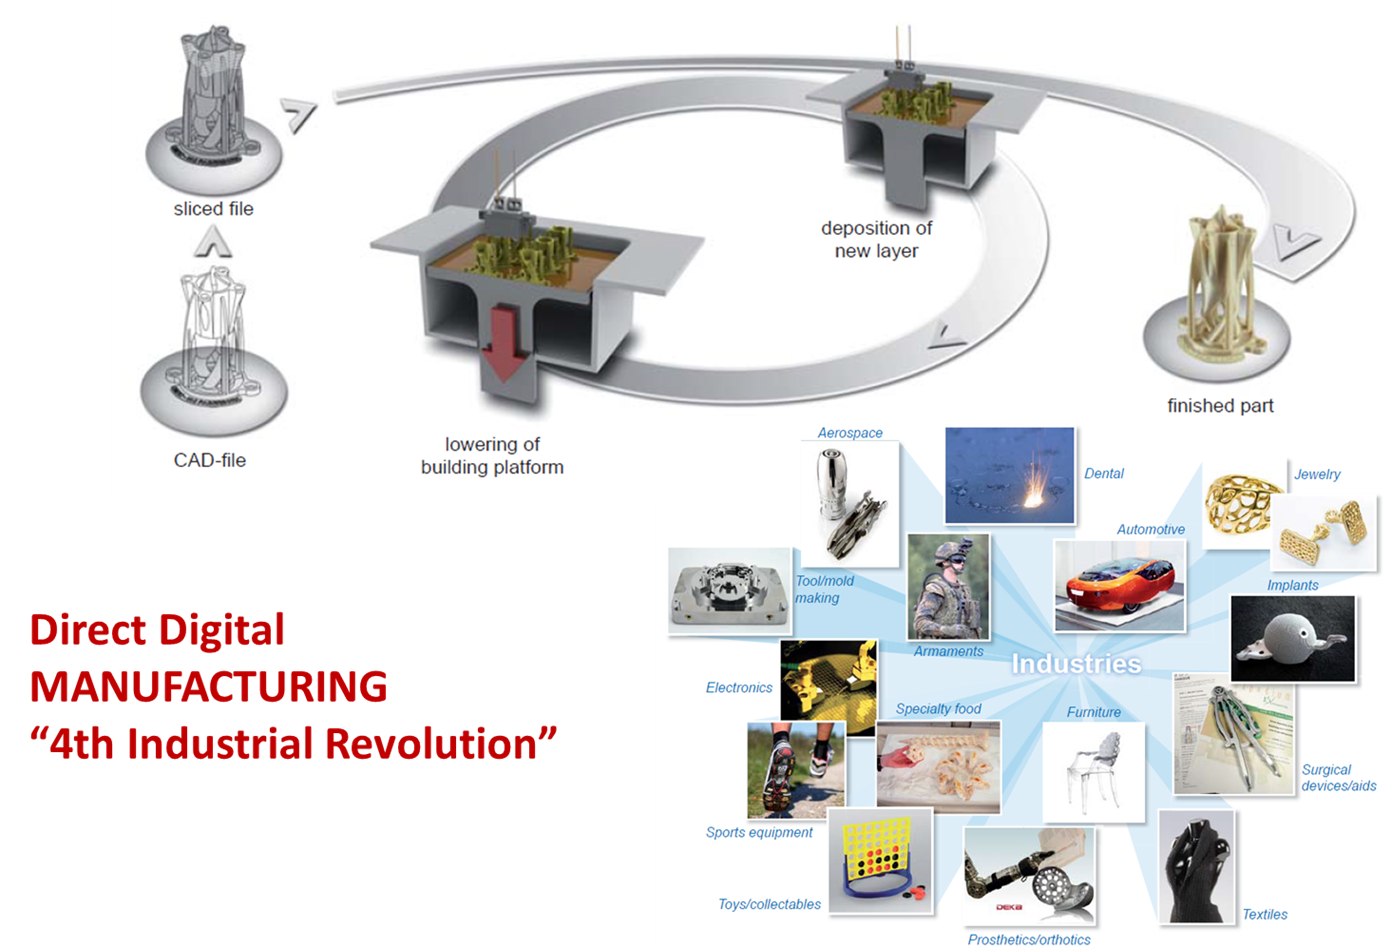 sliced file
CAD-file
lowering of
building platform
deposition of
new layer
finished part
Direct Digital
MANUFACTURING
“4th Industrial Revolution”
Aerospace
Dental
Jewelry
Automotive
Tool/mold
making
Implants
Armaments
Industries
Electronics
Specialty food
Furniture
Surgical
devices/aids
Sports equipment
Toys/collectables
DEKA
Prosthetics/orthotics
Textiles